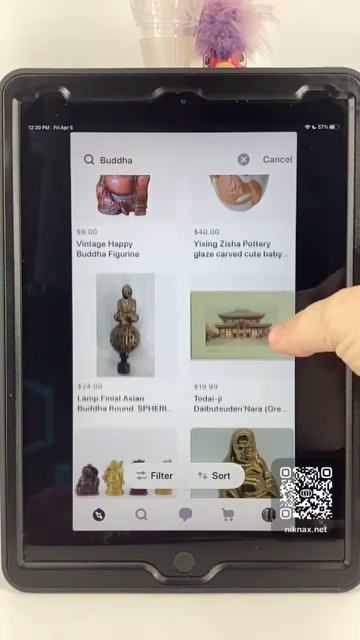 12:30 PM Fri Apr 5
57%
Buddha
Cancel
$9.00
Vintage Happy
Buddha Figurine
$40.00
Yixing Zisha Pottery
glaze carved cute baby...
$24.00
Lamp Finial Asian
Buddha Round SPHERI...
$19.99
Todai-ji
Daibutsuden Nara (Gre...
Filter
Sort
niknax.net